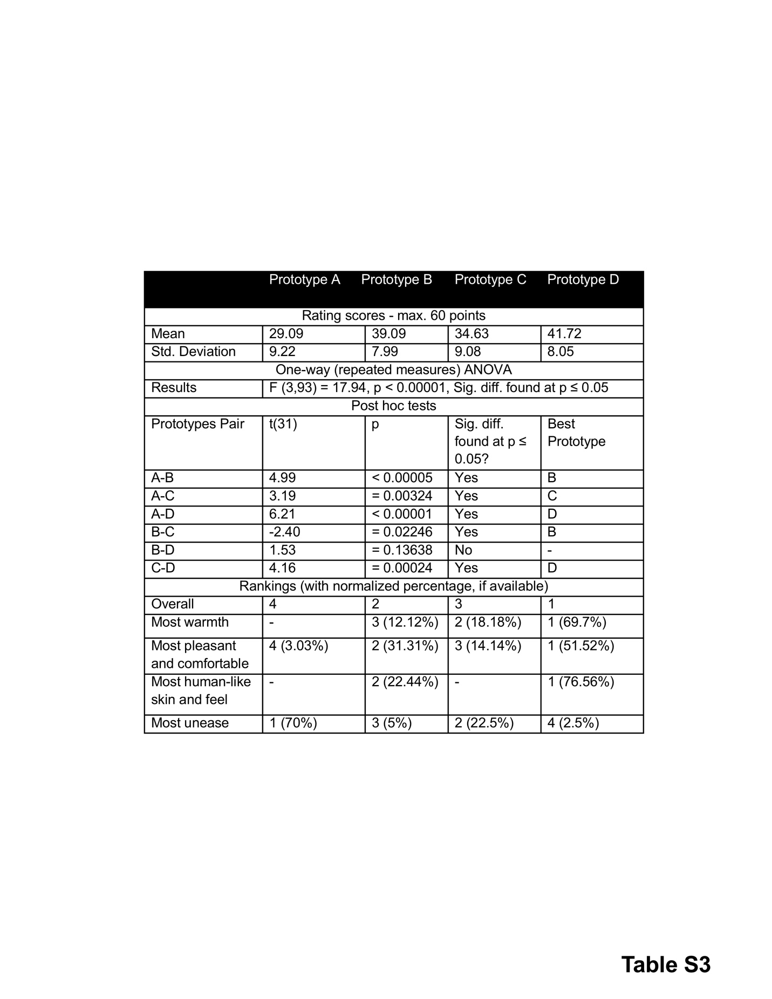 Prototype A Prototype B Prototype C Prototype D
Rating scores - max. 60 points
Mean 29.09 39.09 34.63 41.72
Std. Deviation 9.22 7.99 9.08 8.05
One-way (repeated measures) ANOVA
Results F (3,93) = 17.94, p < 0.00001, Sig. diff. found at p ≤ 0.05
Post hoc tests
Prototypes Pair t(31) p Sig. diff. Best
found at p ≤ Prototype
0.05?
A-B 4.99 < 0.00005 Yes B
A-C 3.19 = 0.00324 Yes C
A-D 6.21 < 0.00001 Yes D
B-C -2.40 = 0.02246 Yes B
B-D 1.53 = 0.13638 No -
C-D 4.16 = 0.00024 Yes D
Rankings (with normalized percentage, if available)
Overall 4 2 3 1
Most warmth - 3 (12.12%) 2 (18.18%) 1 (69.7%)
Most pleasant 4 (3.03%) 2 (31.31%) 3 (14.14%) 1 (51.52%)
and comfortable
Most human-like - 2 (22.44%) - 1 (76.56%)
skin and feel
Most unease 1 (70%) 3 (5%) 2 (22.5%) 4 (2.5%)
Table S3